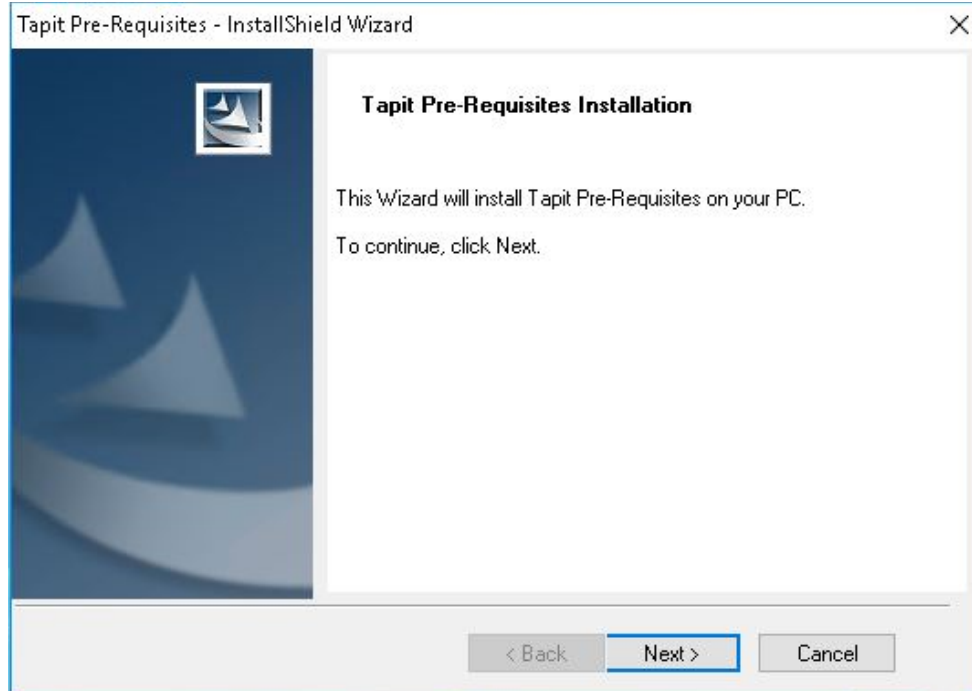 Tapit Pre-Requisites - InstallShield Wizard
Tapit Pre-Requisites Installation
This Wizard will install Tapit Pre-Requisites on your PC.
To continue, click Next.
< Back
Next >
Cancel